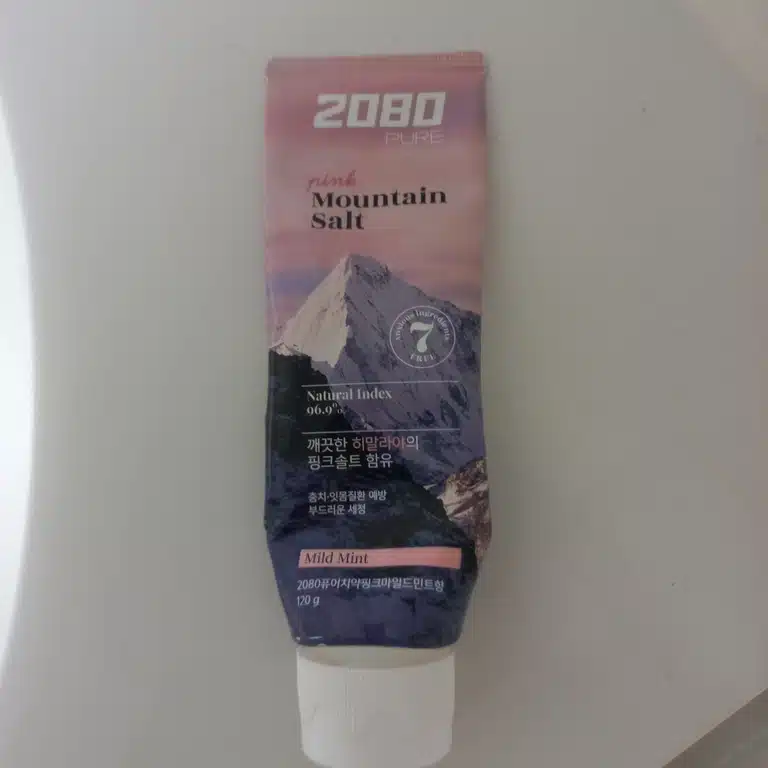 2080
PURE
pink
Mountain
Salt
Anxious ingredients
7
FREE
Natural Index
96.9%
깨끗한 히말라야의
핑크솔트 함유
충치·잇몸질환 예방
부드러운 세정
Mild Mint
2080퓨어치약핑크마일드민트향
120 g